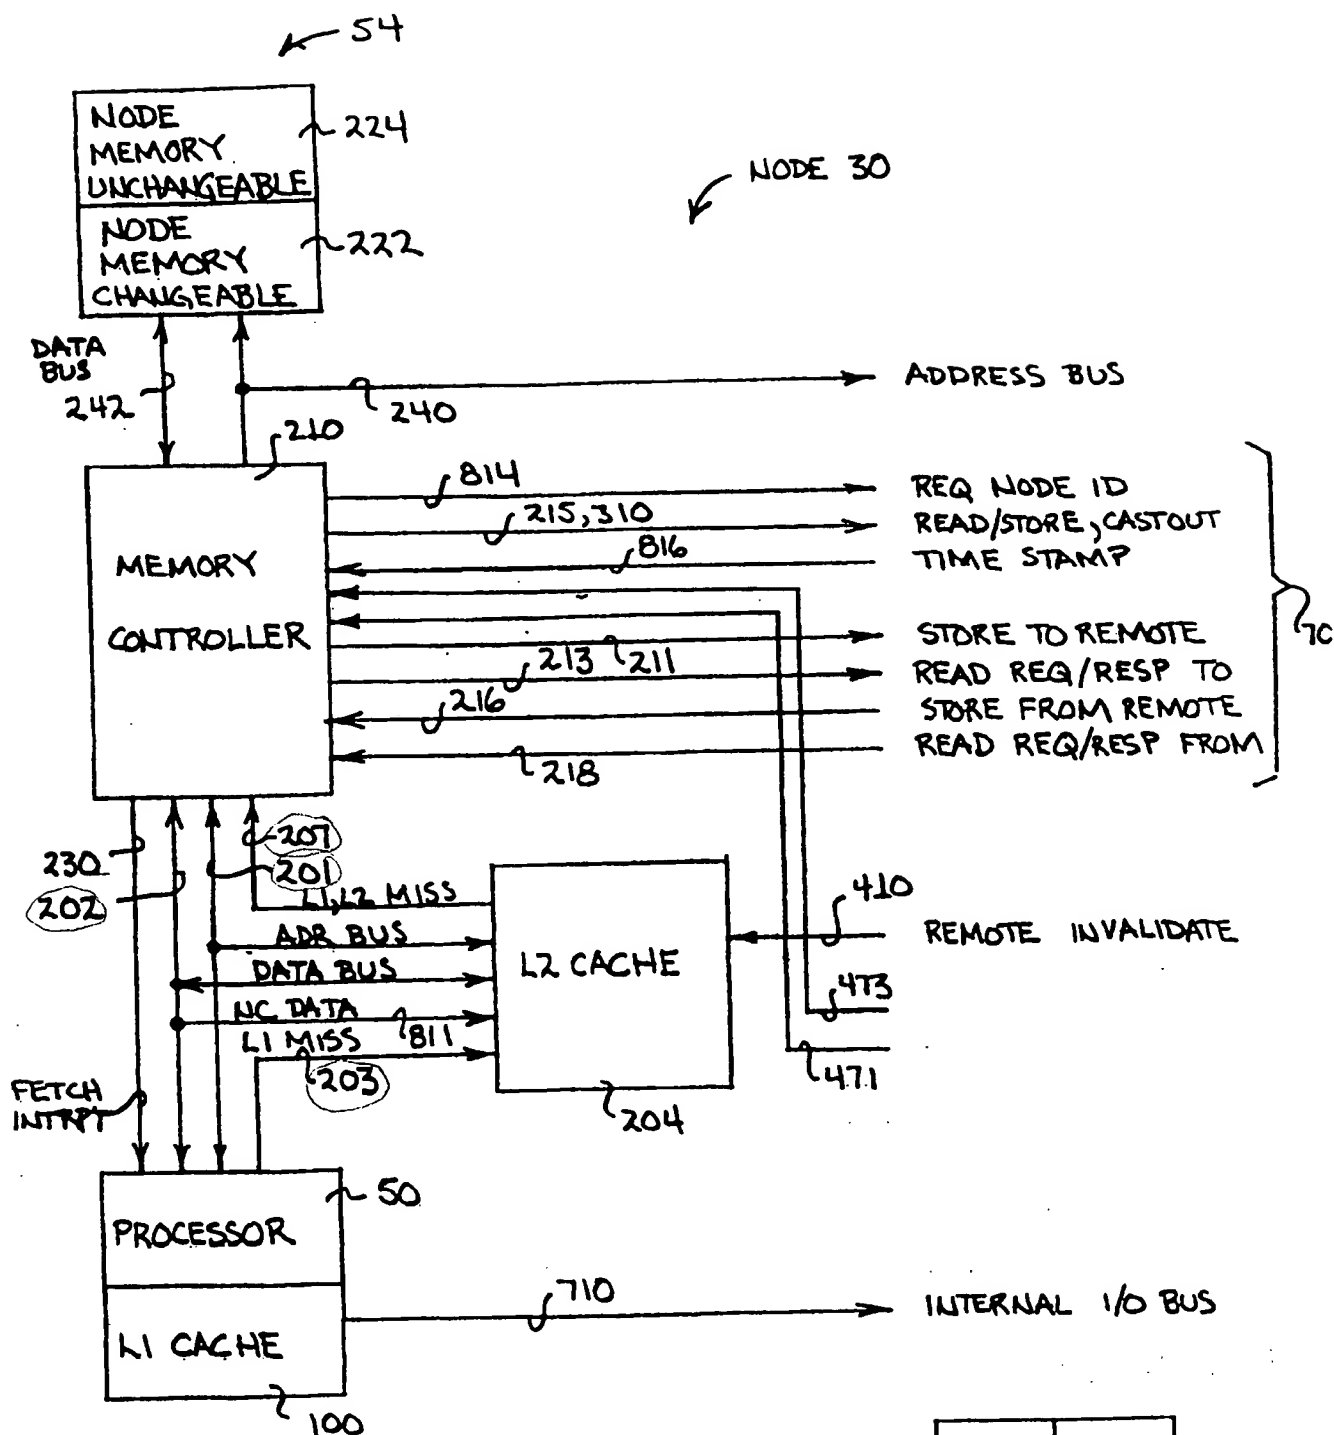 54
NODE
MEMORY
UNCHANGEABLE
224
NODE 30
NODE
MEMORY
CHANGEABLE
222
DATA
BUS
242
240
ADDRESS BUS
210
MEMORY
CONTROLLER
814
REQ NODE ID
215,310
READ/STORE, CASTOUT
816
TIME STAMP
211
STORE TO REMOTE
213
READ REQ/RESP TO
216
STORE FROM REMOTE
218
READ REQ/RESP FROM
7C
230
202
207
201
L1, L2 MISS
ADR BUS
DATA BUS
NC DATA
811
L1 MISS
203
L2 CACHE
204
410
REMOTE INVALIDATE
473
471
FETCH
INTRPT
PROCESSOR
50
L1 CACHE
100
710
INTERNAL I/O BUS